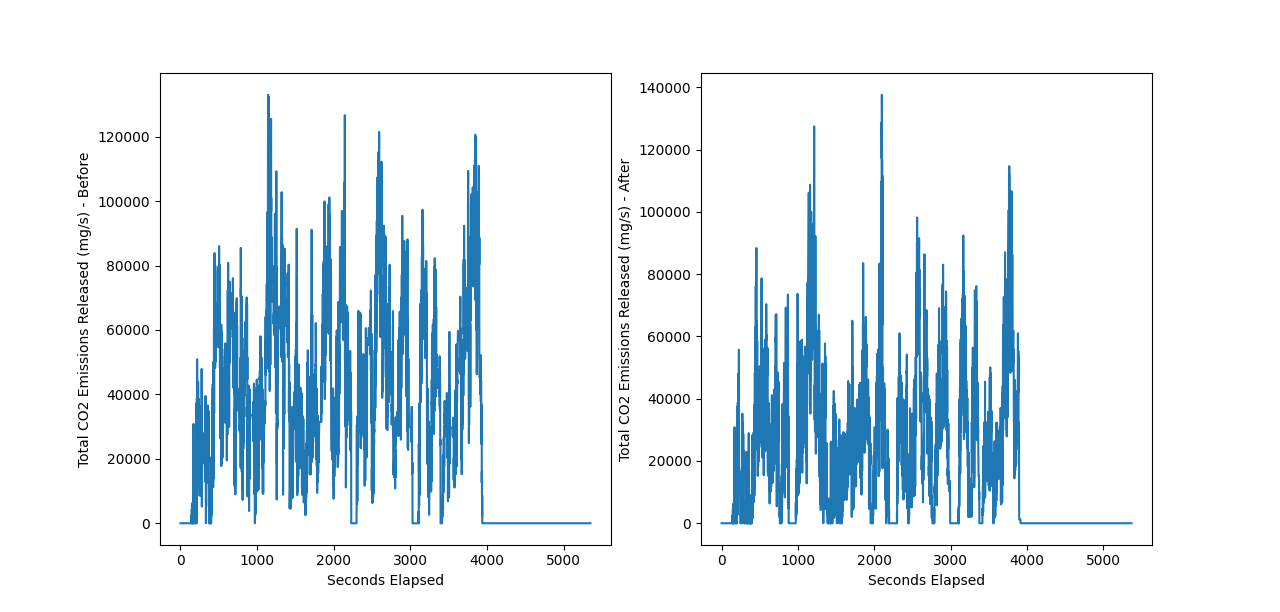 Total CO2 Emissions Released (mg/s) - Before
120000
100000
80000
60000
40000
20000
0
0 1000 2000 3000 4000 5000
Seconds Elapsed
Total CO2 Emissions Released (mg/s) - After
140000
120000
100000
80000
60000
40000
20000
0
0 1000 2000 3000 4000 5000
Seconds Elapsed